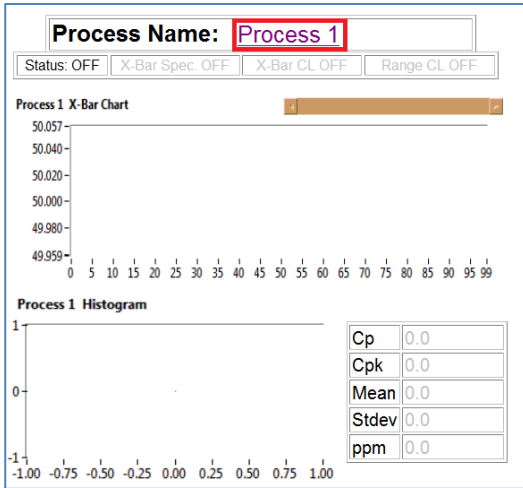 Process Name: Process 1
Status: OFF X-Bar Spec. OFF X-Bar CL OFF Range CL OFF
Process 1 X-Bar Chart
50.057
50.040
50.020
50.000
49.980
49.959
0 5 10 15 20 25 30 35 40 45 50 55 60 65 70 75 80 85 90 95 99
Process 1 Histogram
1
0
-1
-1.00 -0.75 -0.50 -0.25 0.00 0.25 0.50 0.75 1.00
Cp 0.0
Cpk 0.0
Mean 0.0
Stdev 0.0
ppm 0.0